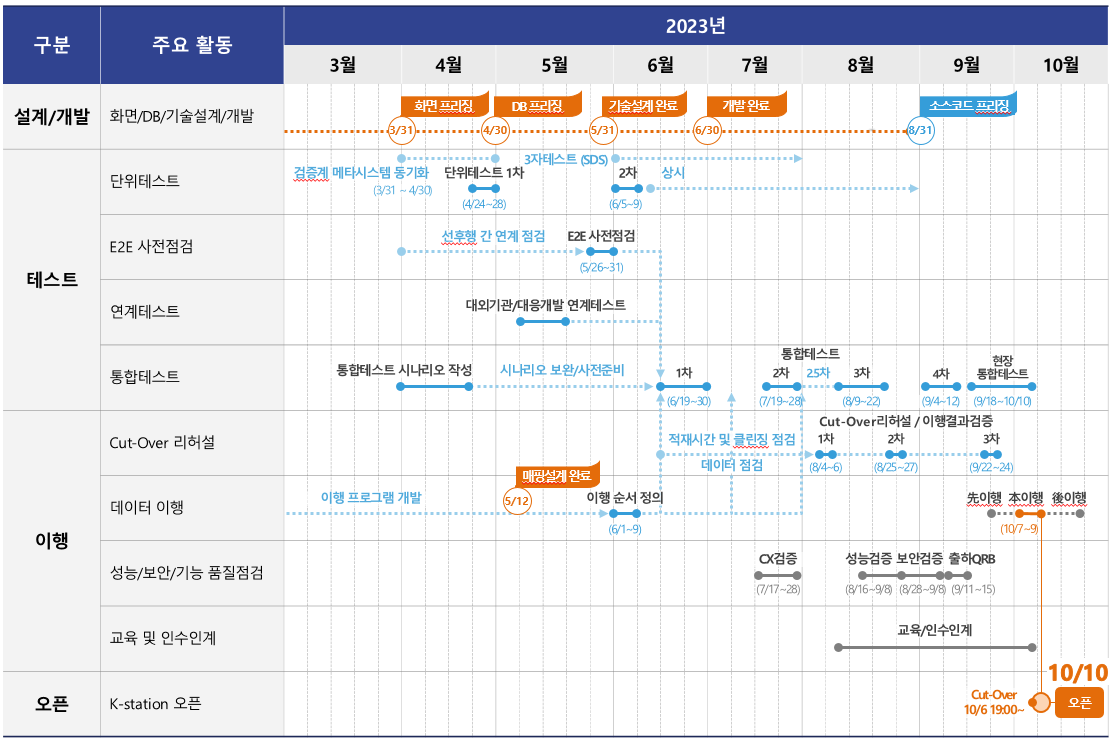 구분
주요 활동
2023년
3월
4월
5월
6월
7월
8월
9월
10월
설계/개발
화면/DB/기술설계/개발
화면 프리징
DB 프리징
기술설계 완료
개발 완료
소스코드 프리징
3/31
4/30
5/31
6/30
8/31
테스트
단위테스트
검증계 메타시스템 동기화
(3/31 ~ 4/30)
단위테스트 1차
(4/24~28)
3자테스트 (SDS)
2차
(6/5~9)
상시
E2E 사전점검
선후행 간 연계 점검
E2E 사전점검
(5/26~31)
연계테스트
대외기관/대응개발 연계테스트
통합테스트
통합테스트 시나리오 작성
시나리오 보완/사전준비
1차
(6/19~30)
통합테스트
2차
(7/19~28)
2.5차
3차
(8/9~22)
4차
(9/4~12)
현장
통합테스트
(9/18~10/10)
이행
Cut-Over 리허설
적재시간 및 클린징 점검
데이터 점검
Cut-Over리허설 / 이행결과검증
1차
(8/4~6)
2차
(8/25~27)
3차
(9/22~24)
데이터 이행
이행 프로그램 개발
매핑설계 완료
5/12
이행 순서 정의
(6/1~9)
先이행
本이행
後이행
(10/7~9)
성능/보안/기능 품질점검
CX검증
(7/17~28)
성능검증
(8/16~9/8)
보안검증
(8/28~9/8)
출하QRB
(9/11~15)
교육 및 인수인계
교육/인수인계
오픈
K-station 오픈
Cut-Over
10/6 19:00~
10/10
오픈